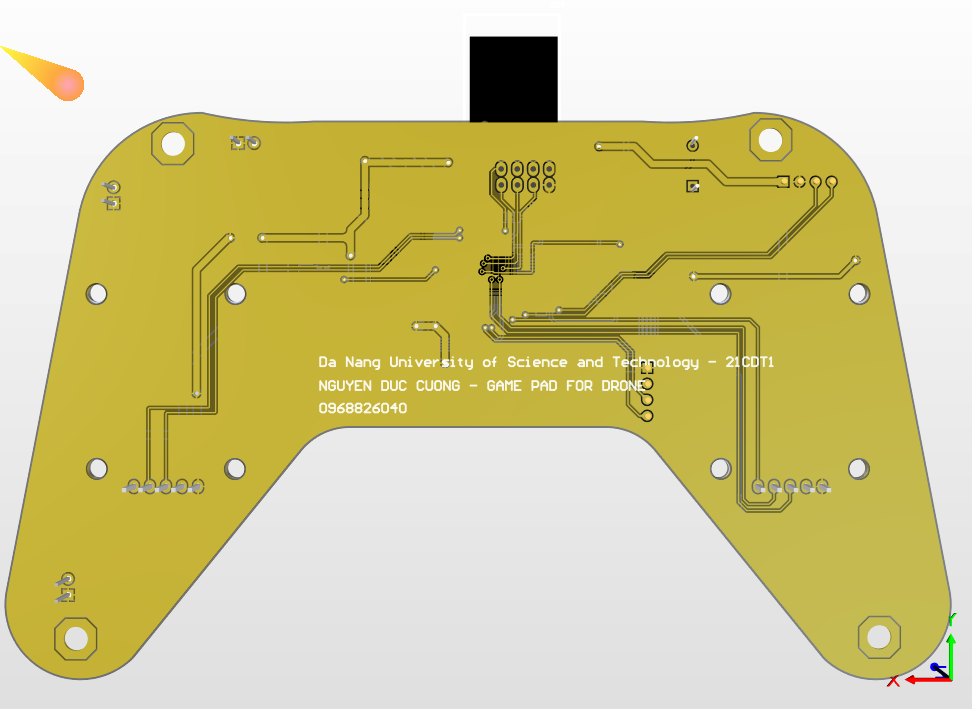 Da Nang University of Science and Technology - 21CDT1
NGUYEN DUC CUONG - GAME PAD FOR DRONE
0968826040
Y
X